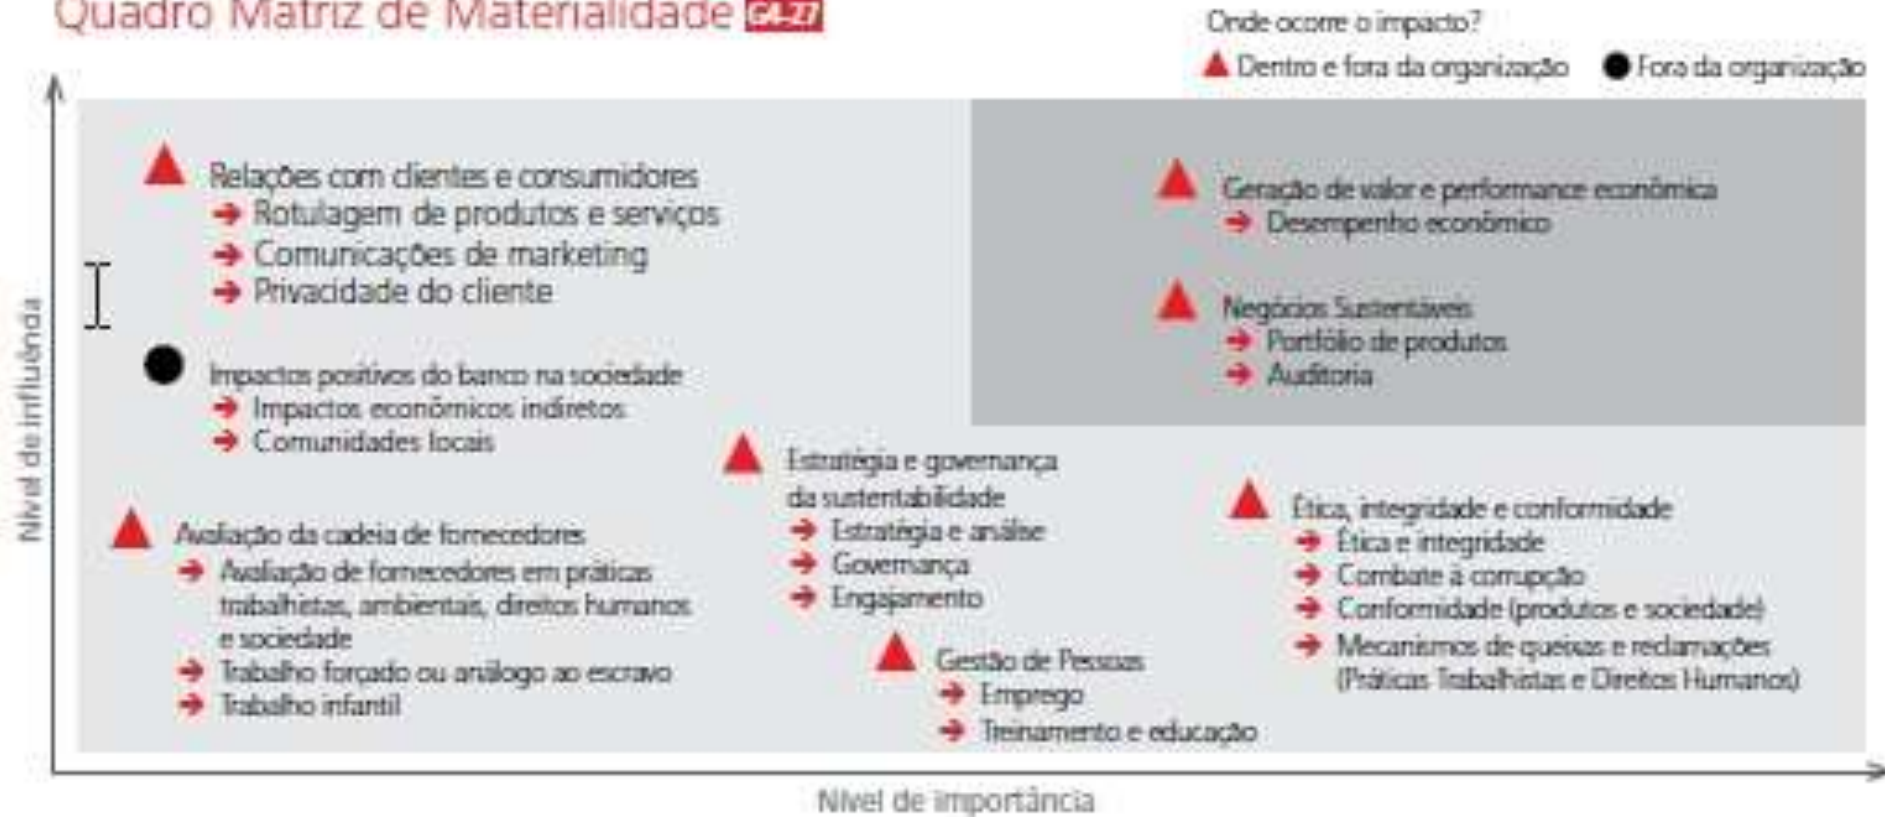 Quadro Matriz de Materialidade G4-27
Onde ocorre o impacto?
Dentro e fora da organização
Fora da organização
Nível de influência
Relações com clientes e consumidores
Rotulagem de produtos e serviços
Comunicações de marketing
Privacidade do cliente
Impactos positivos do banco na sociedade
Impactos econômicos indiretos
Comunidades locais
Avaliação da cadeia de fornecedores
Avaliação de fornecedores em práticas
trabalhistas, ambientais, direitos humanos
e sociedade
Trabalho forçado ou análogo ao escravo
Trabalho infantil
Estratégia e governança
da sustentabilidade
Estratégia e análise
Governança
Engajamento
Gestão de Pessoas
Emprego
Treinamento e educação
Geração de valor e performance econômica
Desempenho econômico
Negócios Sustentáveis
Portfólio de produtos
Auditoria
Ética, integridade e conformidade
Ética e integridade
Combate à corrupção
Conformidade (produtos e sociedade)
Mecanismos de queixas e reclamações
(Práticas Trabalhistas e Direitos Humanos)
Nível de importância